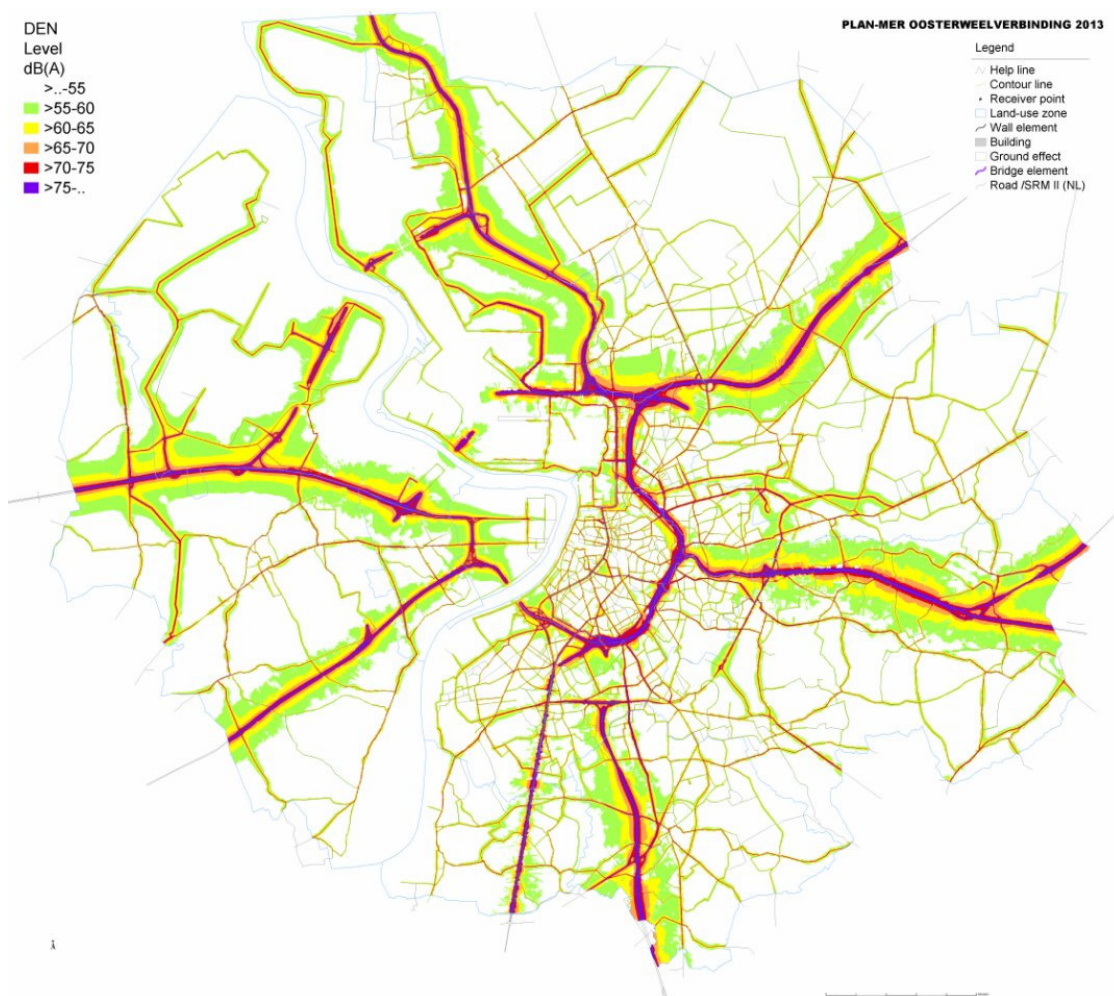 DEN
Level
dB(A)
>..-55
>55-60
>60-65
>65-70
>70-75
>75-..
PLAN-MER OOSTERWEELVERBINDING 2013
Legend
Help line
Contour line
Receiver point
Land-use zone
Wall element
Building
Ground effect
Bridge element
Road /SRM II (NL)